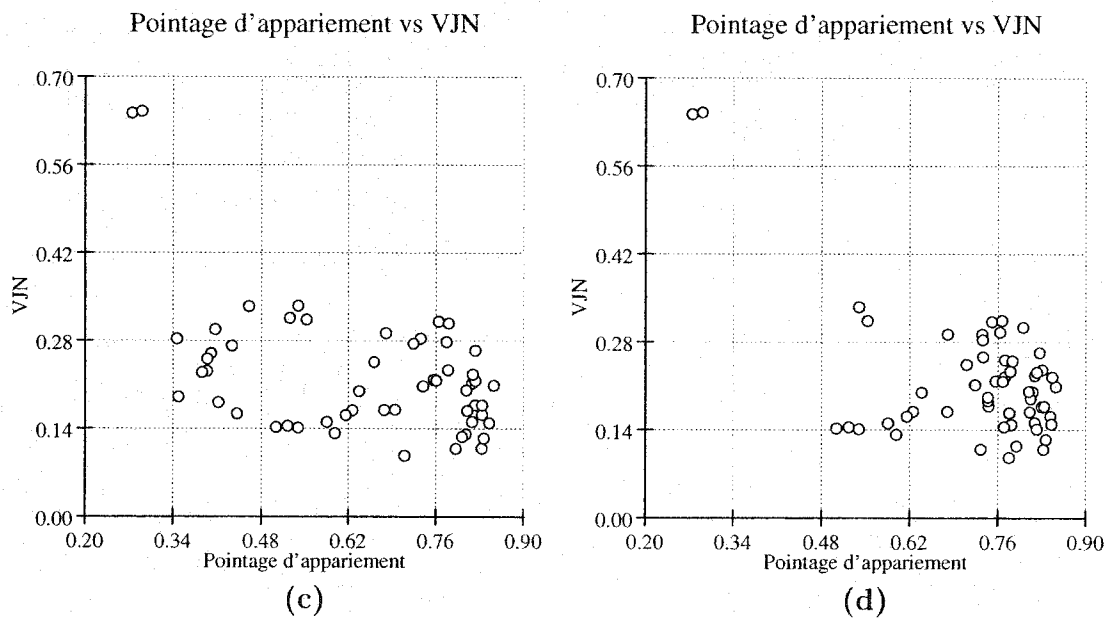 Pointage d'appariement vs VJN
0.70
0.56
0.42
0.28
0.14
0.00
VJN
0.20 0.34 0.48 0.62 0.76 0.90
Pointage d'appariement
(c)
Pointage d'appariement vs VJN
0.70
0.56
0.42
0.28
0.14
0.00
VJN
0.20 0.34 0.48 0.62 0.76 0.90
Pointage d'appariement
(d)